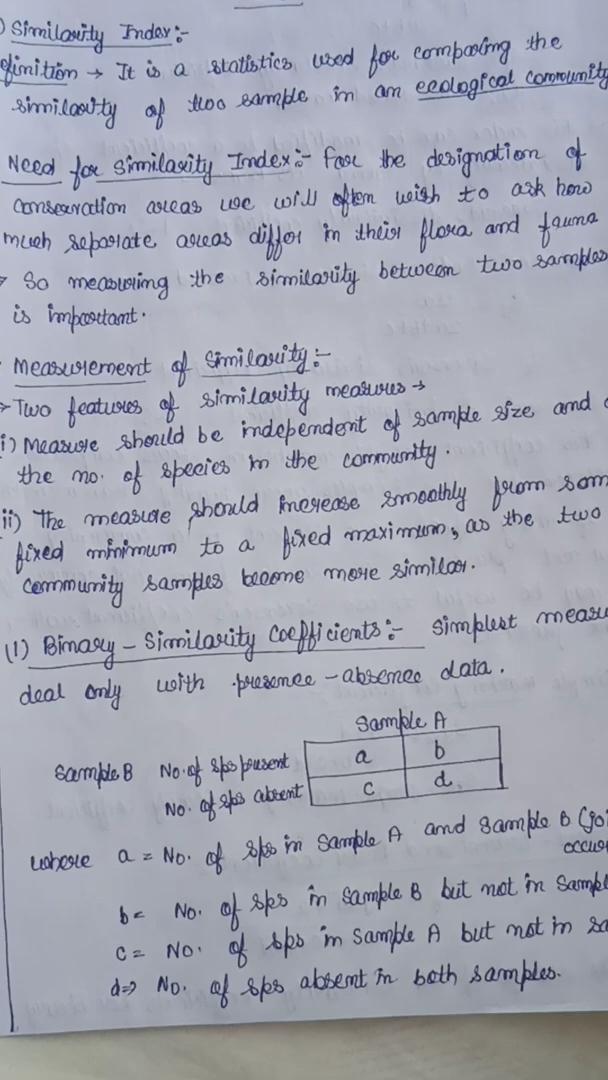 ) Similarity Index:-
efinition → It is a statistics used for comparing the
similarity of two sample in an ecological community
Need for similarity Index:- For the designation of
conservation areas we will often wish to ask how
much separate areas differ in their flora and fauna
→ So measuring the similarity between two samples
is important.
Measurement of similarity:-
→ Two features of similarity measures →
i) Measure should be independent of sample size and
the no. of species in the community.
ii) The measure should increase smoothly from som
fixed minimum to a fixed maximum, as the two
community samples become more similar.
(1) Binary - Similarity coefficients:- simplest measu
deal only with presence - absence data.
Sample A
Sample B No. of sps present a b
No. of sps absent c d
where a = No. of sps in sample A and sample B (joi
occur
b = No. of sps in sample B but not in sampl
c = No. of sps in sample A but not in sa
d => No. of sps absent in both samples.